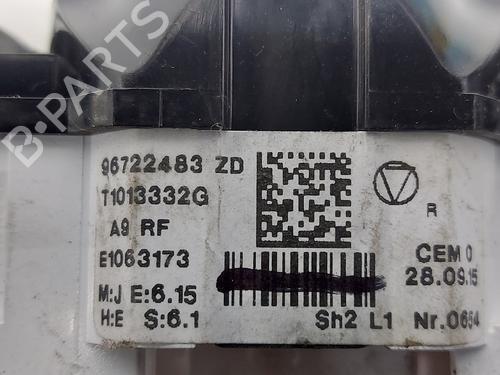 B-PARTS
96722483 ZD
T1013332G
A9 RF
R
E1063173
CEM 0
28.09.15
M:J E:6.15
H:E S:6.1
Sh2 L1 Nr.0654